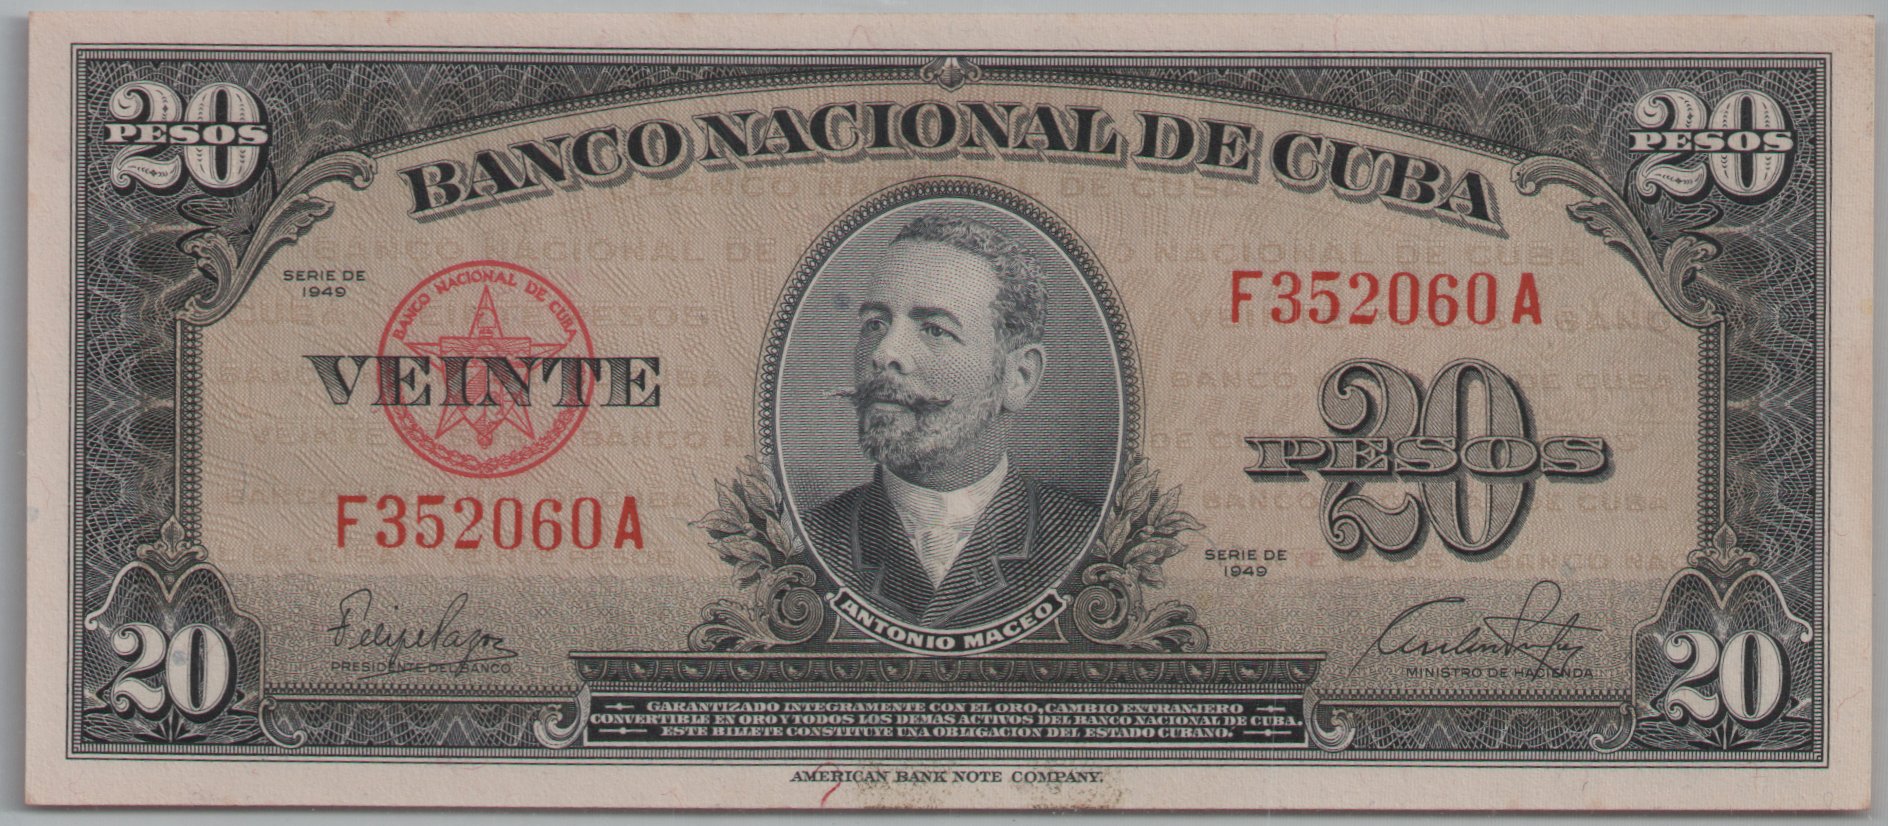 20
PESOS
20
PESOS
BANCO NACIONAL DE CUBA
SERIE DE
1949
BANCO NACIONAL DE CUBA
F352060A
VEINTE
20
PESOS
F352060A
SERIE DE
1949
ANTONIO MACEO
Felipe Pazos
PRESIDENTE DEL BANCO
MINISTRO DE HACIENDA
20
20
GARANTIZADO INTEGRAMENTE CON EL ORO, CAMBIO EXTRANJERO
CONVERTIBLE EN ORO Y TODOS LOS DEMAS ACTIVOS DEL BANCO NACIONAL DE CUBA.
ESTE BILLETE CONSTITUYE UNA OBLIGACION DEL ESTADO CUBANO.
AMERICAN BANK NOTE COMPANY.